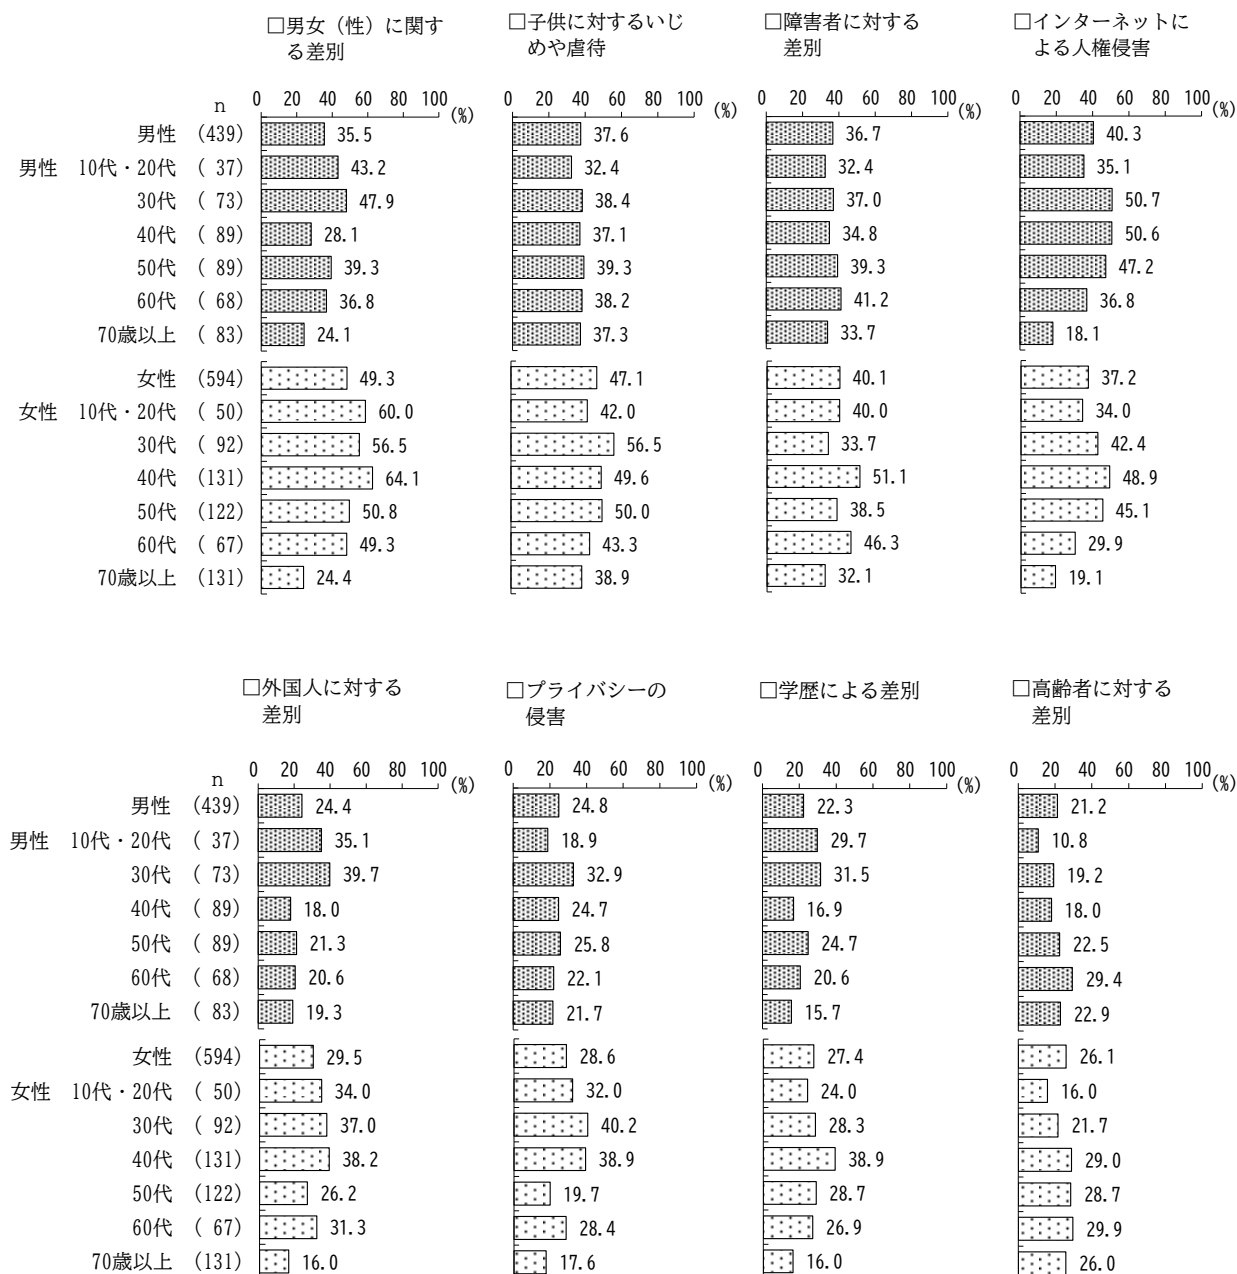 □男女（性）に関す
る差別
□子供に対するいじ
めや虐待
□障害者に対する
差別
□インターネットに
よる人権侵害
n 0 20 40 60 80 100 (%) 0 20 40 60 80 100 (%) 0 20 40 60 80 100 (%) 0 20 40 60 80 100 (%)
男性 (439) 35.5 37.6 36.7 40.3
男性 10代・20代 ( 37) 43.2 32.4 32.4 35.1
30代 ( 73) 47.9 38.4 37.0 50.7
40代 ( 89) 28.1 37.1 34.8 50.6
50代 ( 89) 39.3 39.3 39.3 47.2
60代 ( 68) 36.8 38.2 41.2 36.8
70歳以上 ( 83) 24.1 37.3 33.7 18.1
女性 (594) 49.3 47.1 40.1 37.2
女性 10代・20代 ( 50) 60.0 42.0 40.0 34.0
30代 ( 92) 56.5 56.5 33.7 42.4
40代 (131) 64.1 49.6 51.1 48.9
50代 (122) 50.8 50.0 38.5 45.1
60代 ( 67) 49.3 43.3 46.3 29.9
70歳以上 (131) 24.4 38.9 32.1 19.1
□外国人に対する
差別
□プライバシーの
侵害
□学歴による差別
□高齢者に対する
差別
n 0 20 40 60 80 100 (%) 0 20 40 60 80 100 (%) 0 20 40 60 80 100 (%) 0 20 40 60 80 100 (%)
男性 (439) 24.4 24.8 22.3 21.2
男性 10代・20代 ( 37) 35.1 18.9 29.7 10.8
30代 ( 73) 39.7 32.9 31.5 19.2
40代 ( 89) 18.0 24.7 16.9 18.0
50代 ( 89) 21.3 25.8 24.7 22.5
60代 ( 68) 20.6 22.1 20.6 29.4
70歳以上 ( 83) 19.3 21.7 15.7 22.9
女性 (594) 29.5 28.6 27.4 26.1
女性 10代・20代 ( 50) 34.0 32.0 24.0 16.0
30代 ( 92) 37.0 40.2 28.3 21.7
40代 (131) 38.2 38.9 38.9 29.0
50代 (122) 26.2 19.7 28.7 28.7
60代 ( 67) 31.3 28.4 26.9 29.9
70歳以上 (131) 16.0 17.6 16.0 26.0